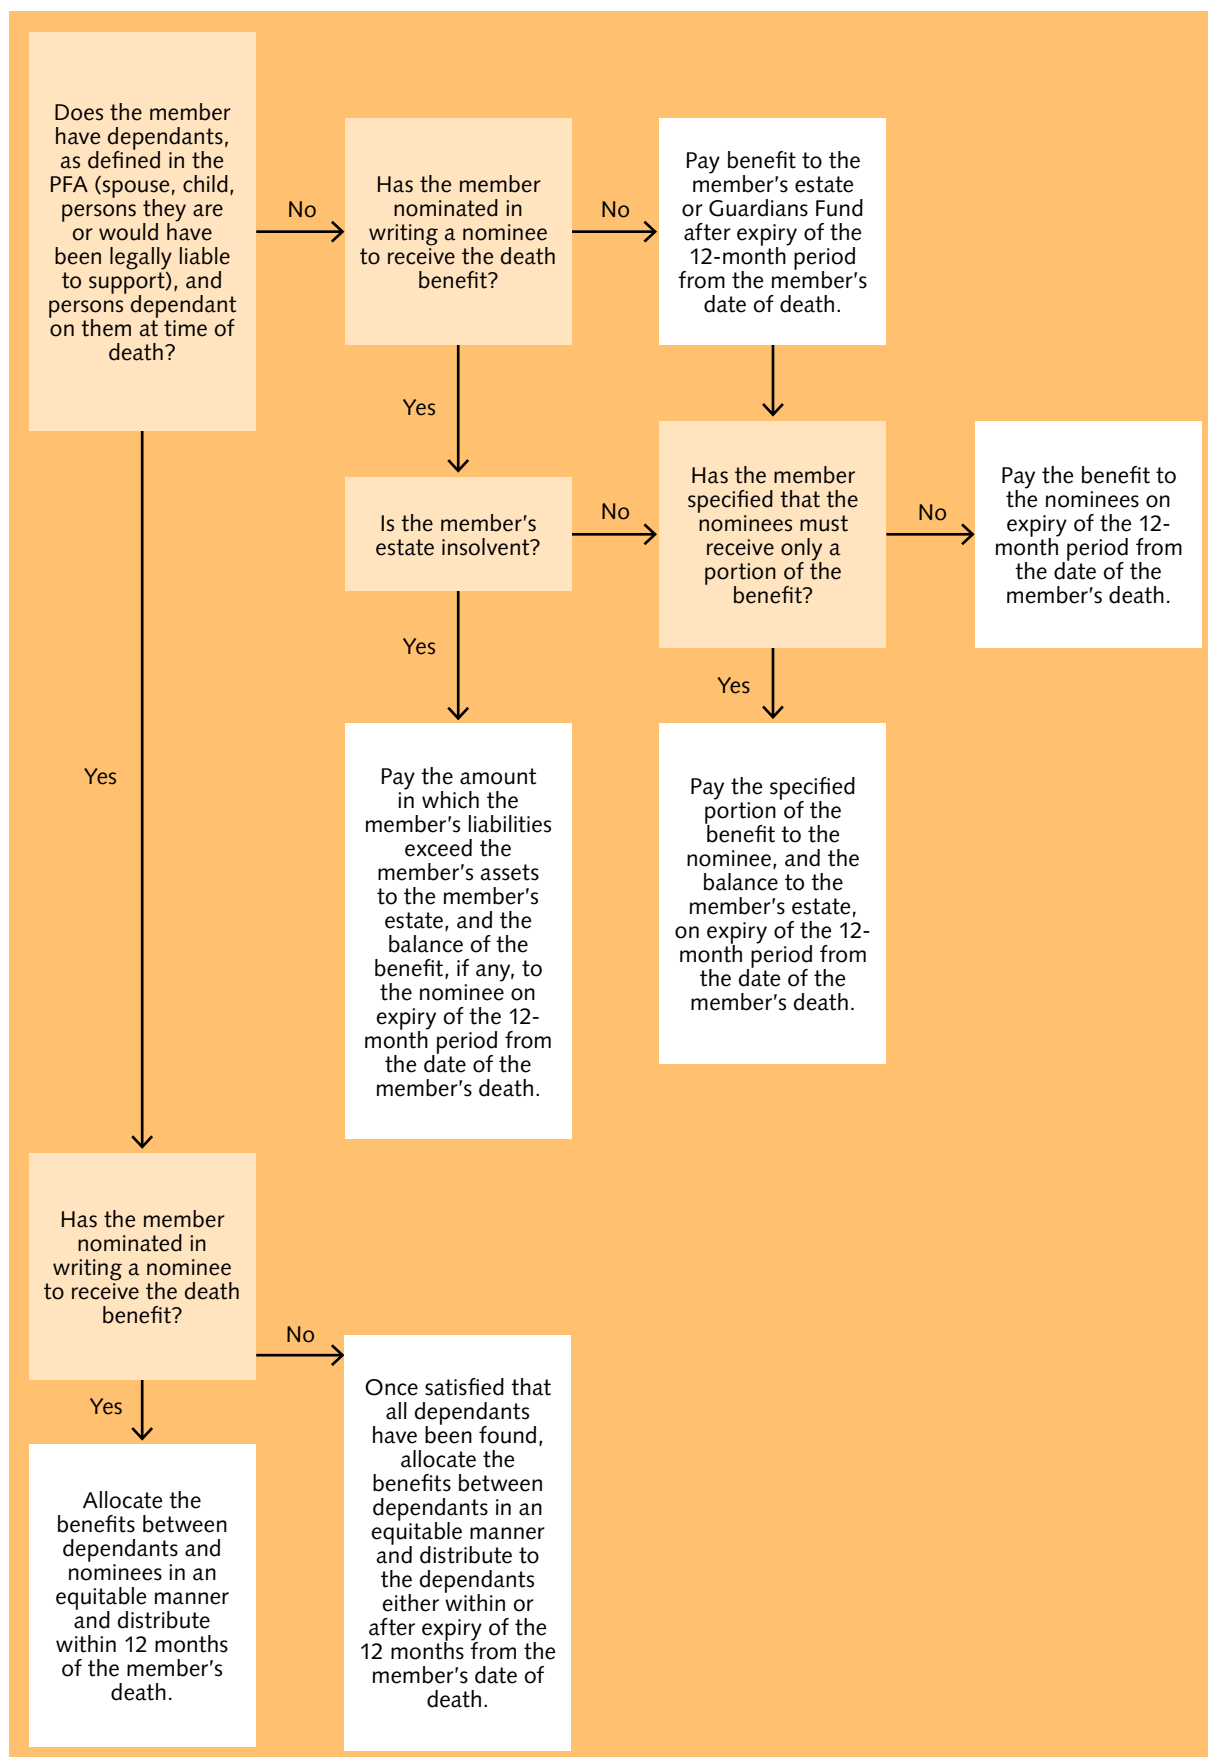 Does the member
have dependants,
as defined in the
PFA (spouse, child,
persons they are
or would have
been legally liable
to support), and
persons dependant
on them at time of
death?
No
Has the member
nominated in
writing a nominee
to receive the death
benefit?
No
Pay benefit to the
member's estate
or Guardians Fund
after expiry of the
12-month period
from the member's
date of death.
Yes
Is the member's
estate insolvent?
No
Has the member
specified that the
nominees must
receive only a
portion of the
benefit?
No
Pay the benefit to
the nominees on
expiry of the 12-
month period from
the date of the
member's death.
Yes
Yes
Pay the amount
in which the
member's liabilities
exceed the
member's assets
to the member's
estate, and the
balance of the
benefit, if any, to
the nominee on
expiry of the 12-
month period from
the date of the
member's death.
Pay the specified
portion of the
benefit to the
nominee, and the
balance to the
member's estate,
on expiry of the 12-
month period from
the date of the
member's death.
Yes
Has the member
nominated in
writing a nominee
to receive the death
benefit?
No
Yes
Allocate the
benefits between
dependants and
nominees in an
equitable manner
and distribute
within 12 months
of the member's
death.
Once satisfied that
all dependants
have been found,
allocate the
benefits between
dependants in an
equitable manner
and distribute to
the dependants
either within or
after expiry of the
12 months from the
member's date of
death.